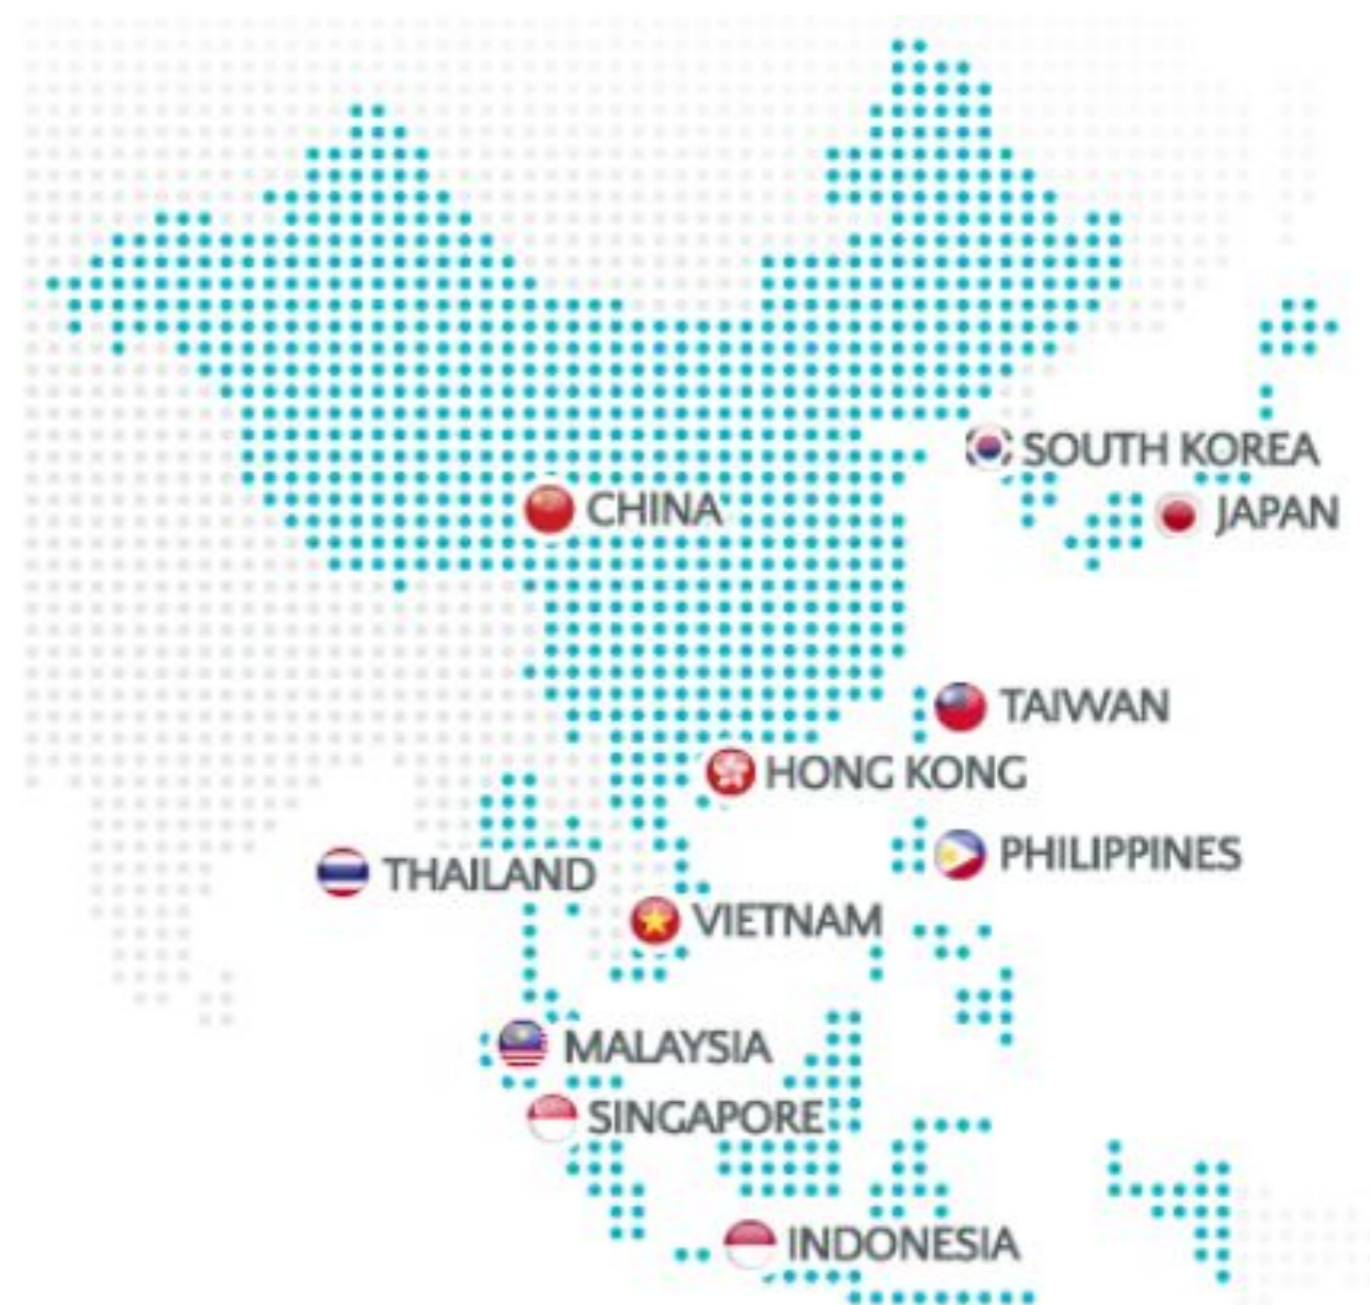 SOUTH KOREA
CHINA
JAPAN
TAIWAN
HONG KONG
PHILIPPINES
THAILAND
VIETNAM
MALAYSIA
SINGAPORE
INDONESIA